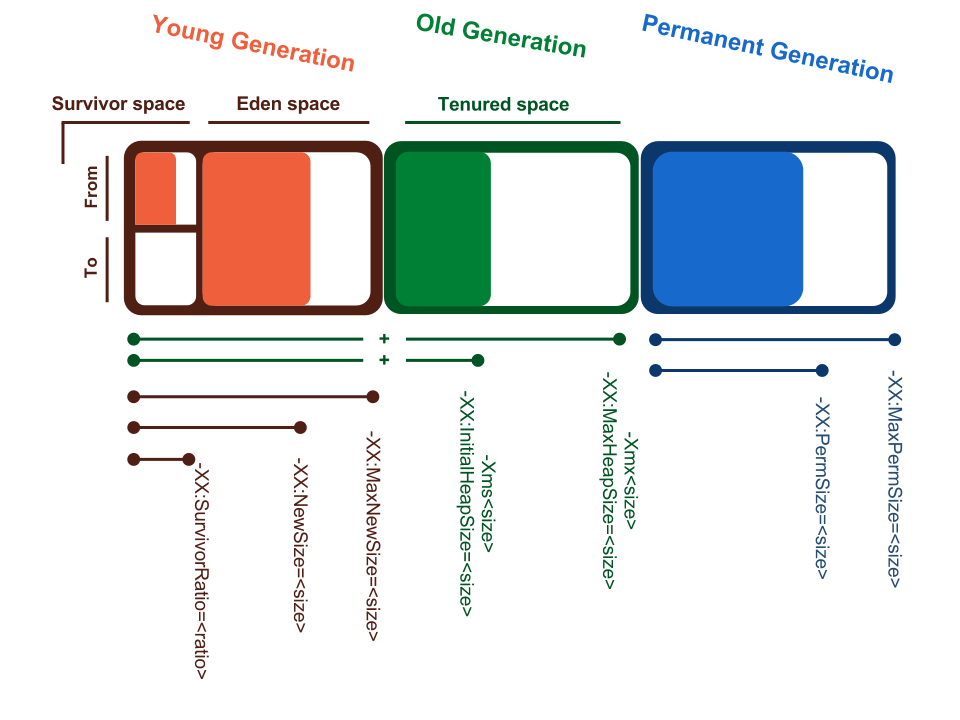 Young Generation
Old Generation
Permanent Generation
Survivor space
Eden space
Tenured space
From
To
+
+
-XX:SurvivorRatio=<ratio>
-XX:NewSize=<size>
-XX:MaxNewSize=<size>
-XX:InitialHeapSize=<size>
-Xms<size>
-XX:MaxHeapSize=<size>
-Xmx<size>
-XX:PermSize=<size>
-XX:MaxPermSize=<size>